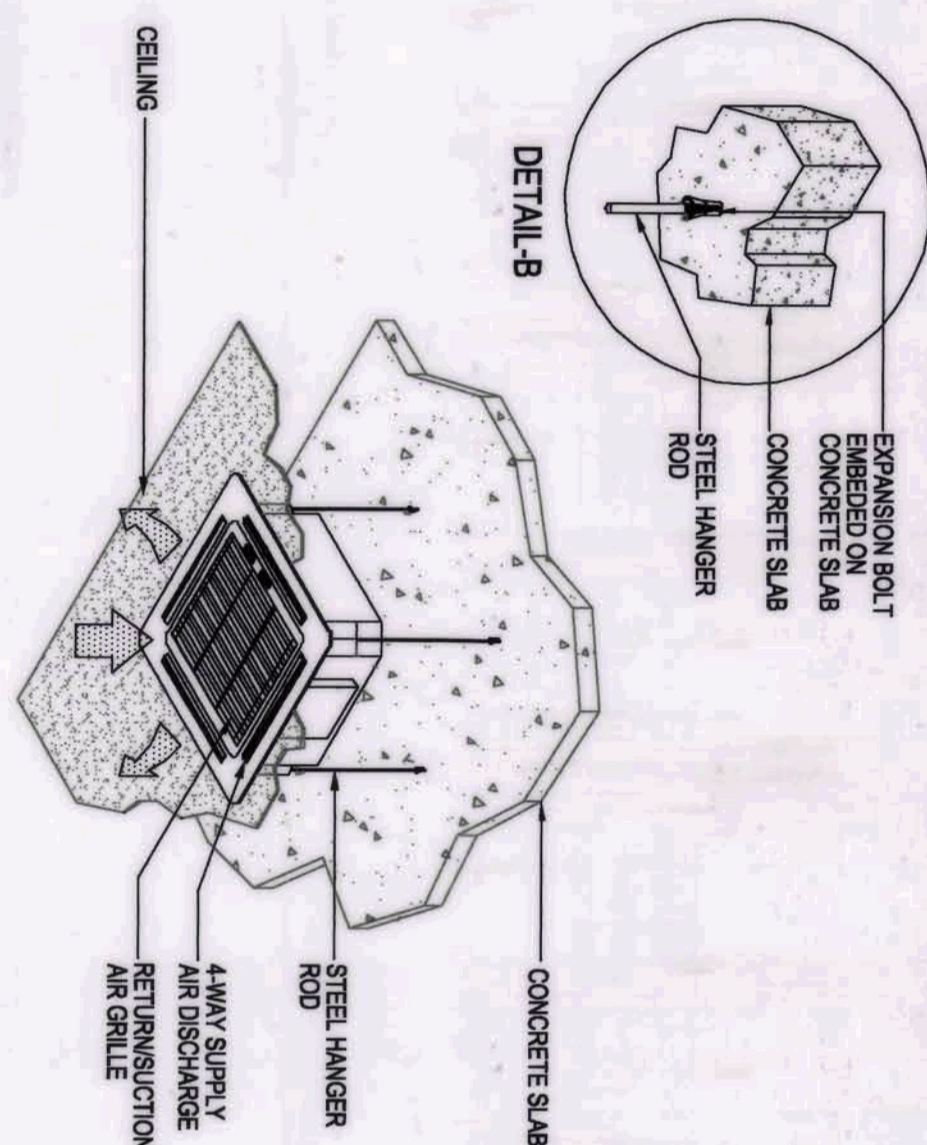 EXPANSION BOLT
EMBEDED ON
CONCRETE SLAB
CONCRETE SLAB
STEEL HANGER
ROD
DETAIL-B
CONCRETE SLAB
STEEL HANGER
ROD
4-WAY SUPPLY
AIR DISCHARGE
RETURN/SUCTION
AIR GRILLE
CEILING